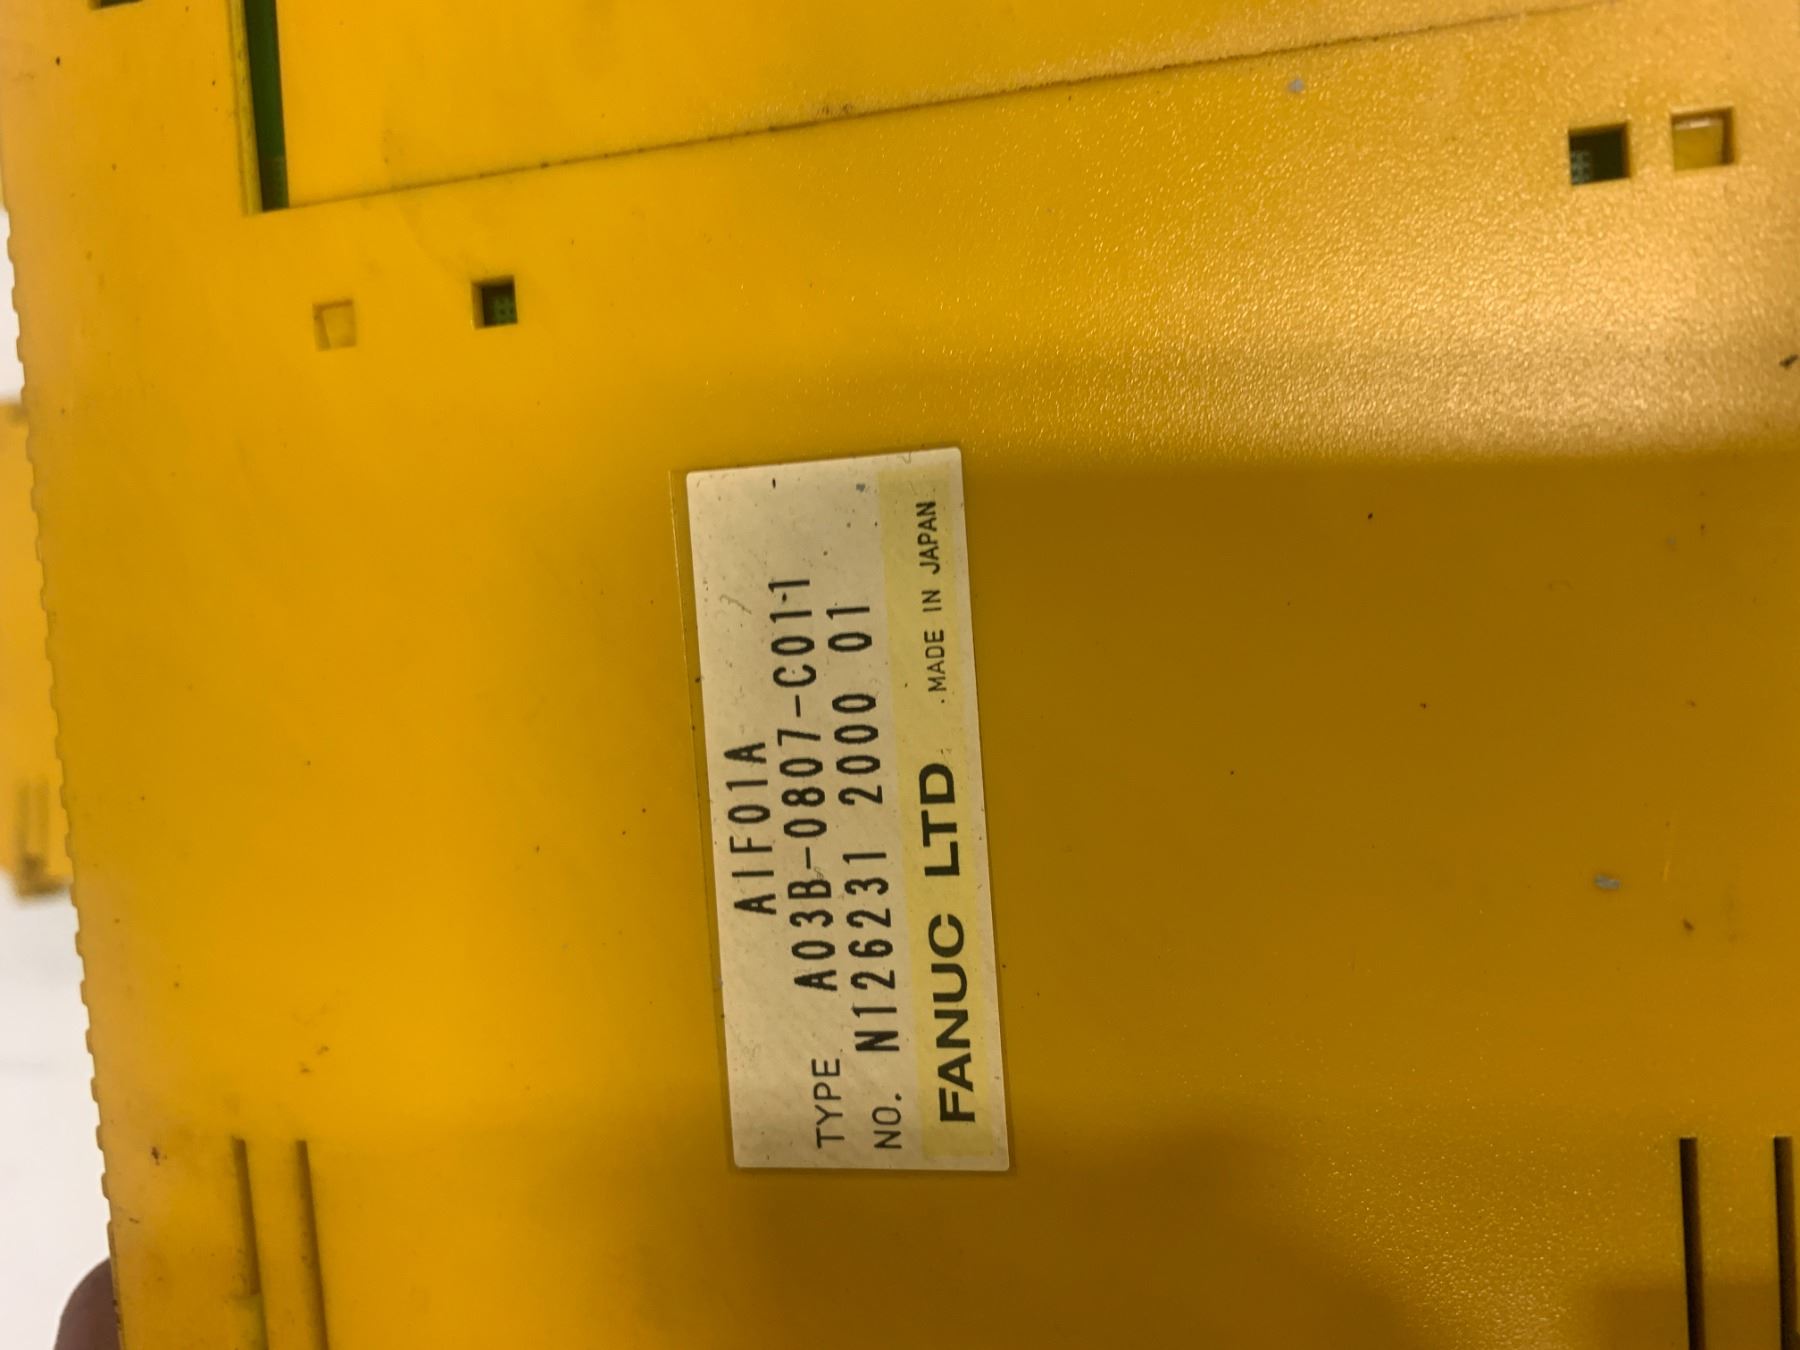 AIF01A
TYPE A03B-0807-C011
NO. N126231 2000 01
FANUC LTD. MADE IN JAPAN